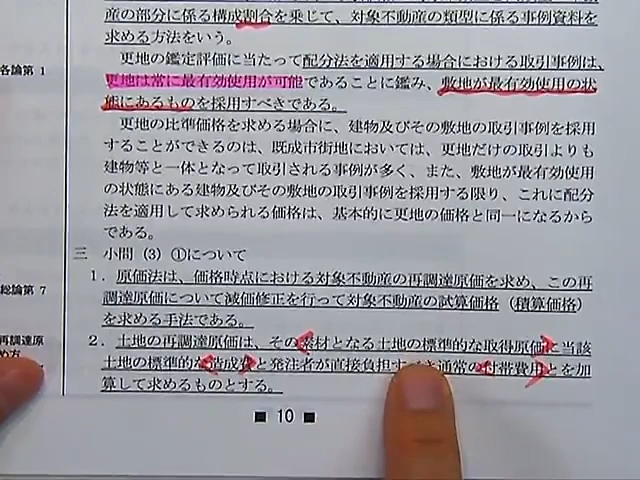 産の部分に係る構成割合を乗じて、対象不動産の類型に係る事例資料を
求める方法をいう。
更地の鑑定評価に当たって配分法を適用する場合における取引事例は、
各論第1
更地は常に最有効使用が可能であることに鑑み、敷地が最有効使用の状
態にあるものを採用すべきである。
更地の比準価格を求める場合に、建物及びその敷地の取引事例を採用
することができるのは、既成市街地においては、更地だけの取引よりも
建物等と一体となって取引される事例が多く、また、敷地が最有効使用
の状態にある建物及びその敷地の取引事例を採用する限り、これに配分
法を適用して求められる価格は、基本的に更地の価格と同一になるから
である。
三 小問(3)①について
総論第7
1.原価法は、価格時点における対象不動産の再調達原価を求め、この再
調達原価について減価修正を行って対象不動産の試算価格(積算価格)
を求める手法である。
再調達原
め方
2.土地の再調達原価は、その素材となる土地の標準的な取得原価に当該
土地の標準的な造成費と発注者が直接負担す 通常の付帯費用とを加
算して求めるものとする。
■ 10 ■